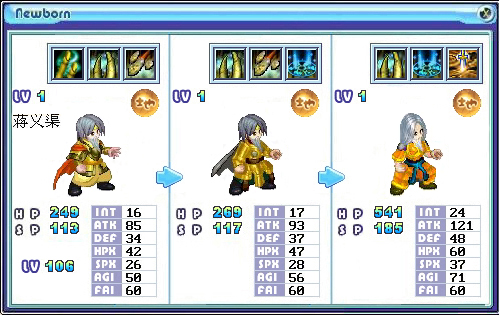 Newborn
LV 1
蒋义渠
HP 249
SP 113
LV 106
INT 16
ATK 85
DEF 34
HPX 42
SPX 26
AGI 50
FAI 60
LV 1
HP 269
SP 117
INT 17
ATK 93
DEF 37
HPX 47
SPX 28
AGI 56
FAI 60
LV 1
HP 541
SP 185
INT 24
ATK 121
DEF 48
HPX 60
SPX 37
AGI 71
FAI 60